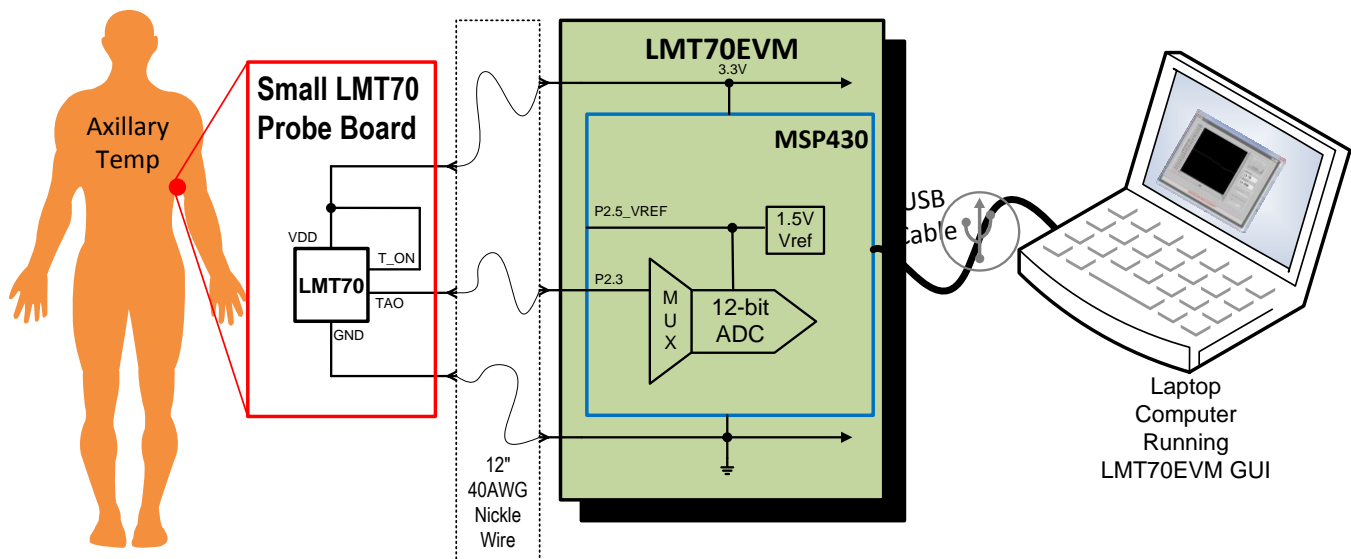 Axillary
Temp
Small LMT70
Probe Board
VDD
T_ON
LMT70
TAO
GND
12"
40AWG
Nickle
Wire
LMT70EVM
3.3V
MSP430
P2.5_VREF
1.5V
Vref
P2.3
MUX
12-bit
ADC
USB
Cable
Laptop
Computer
Running
LMT70EVM GUI